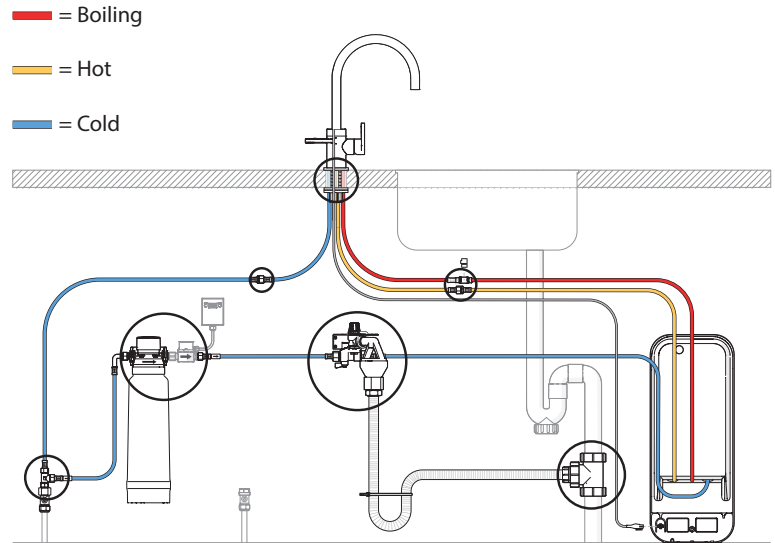 = Boiling
= Hot
= Cold